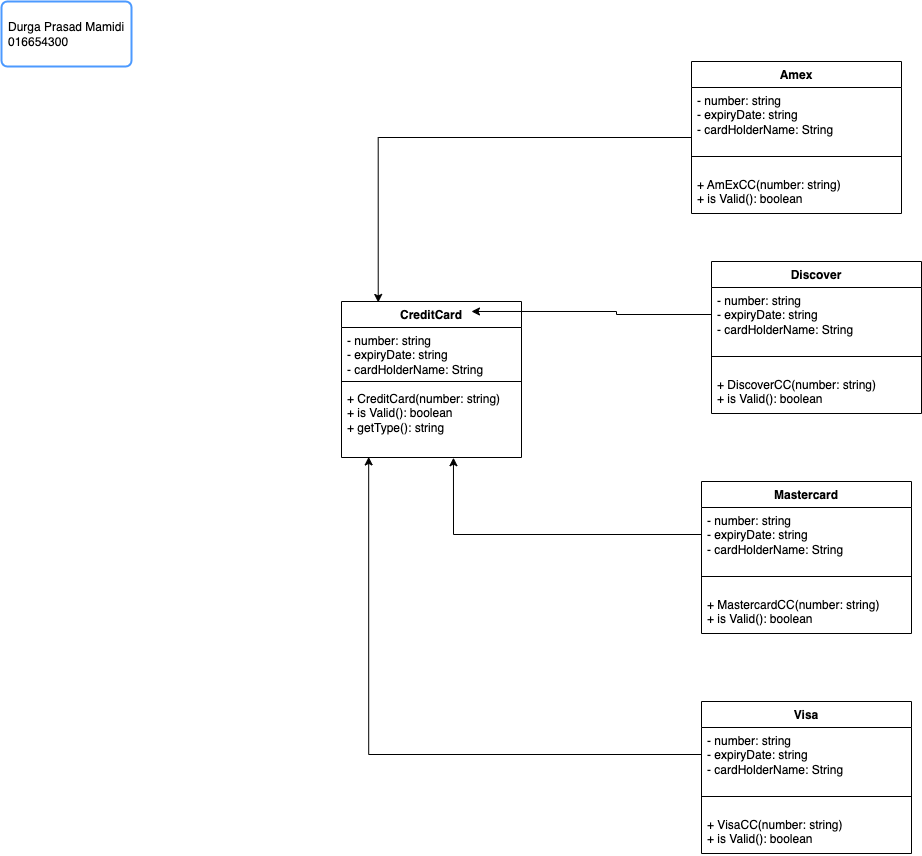 Durga Prasad Mamidi
016654300
Amex
- number: string
- expiryDate: string
- cardHolderName: String
+ AmExCC(number: string)
+ is Valid(): boolean
Discover
- number: string
- expiryDate: string
- cardHolderName: String
+ DiscoverCC(number: string)
+ is Valid(): boolean
CreditCard
- number: string
- expiryDate: string
- cardHolderName: String
+ CreditCard(number: string)
+ is Valid(): boolean
+ getType(): string
Mastercard
- number: string
- expiryDate: string
- cardHolderName: String
+ MastercardCC(number: string)
+ is Valid(): boolean
Visa
- number: string
- expiryDate: string
- cardHolderName: String
+ VisaCC(number: string)
+ is Valid(): boolean